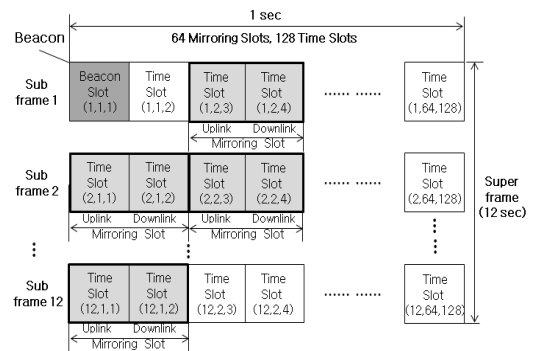 1 sec
Beacon
64 Mirroring Slots, 128 Time Slots
Sub
frame 1
Beacon
Slot
(1,1,1)
Time
Slot
(1,1,2)
Time
Slot
(1,2,3)
Time
Slot
(1,2,4)
...... ......
Time
Slot
(1,64,128)
Uplink
Downlink
Mirroring Slot
Sub
frame 2
Time
Slot
(2,1,1)
Time
Slot
(2,1,2)
Time
Slot
(2,2,3)
Time
Slot
(2,2,4)
...... ......
Time
Slot
(2,64,128)
Super
frame
(12 sec)
Uplink
Downlink
Uplink
Downlink
Mirroring Slot
Mirroring Slot
Sub
frame 12
Time
Slot
(12,1,1)
Time
Slot
(12,1,2)
Time
Slot
(12,2,3)
Time
Slot
(12,2,4)
...... ......
Time
Slot
(12,64,128)
Uplink
Downlink
Mirroring Slot